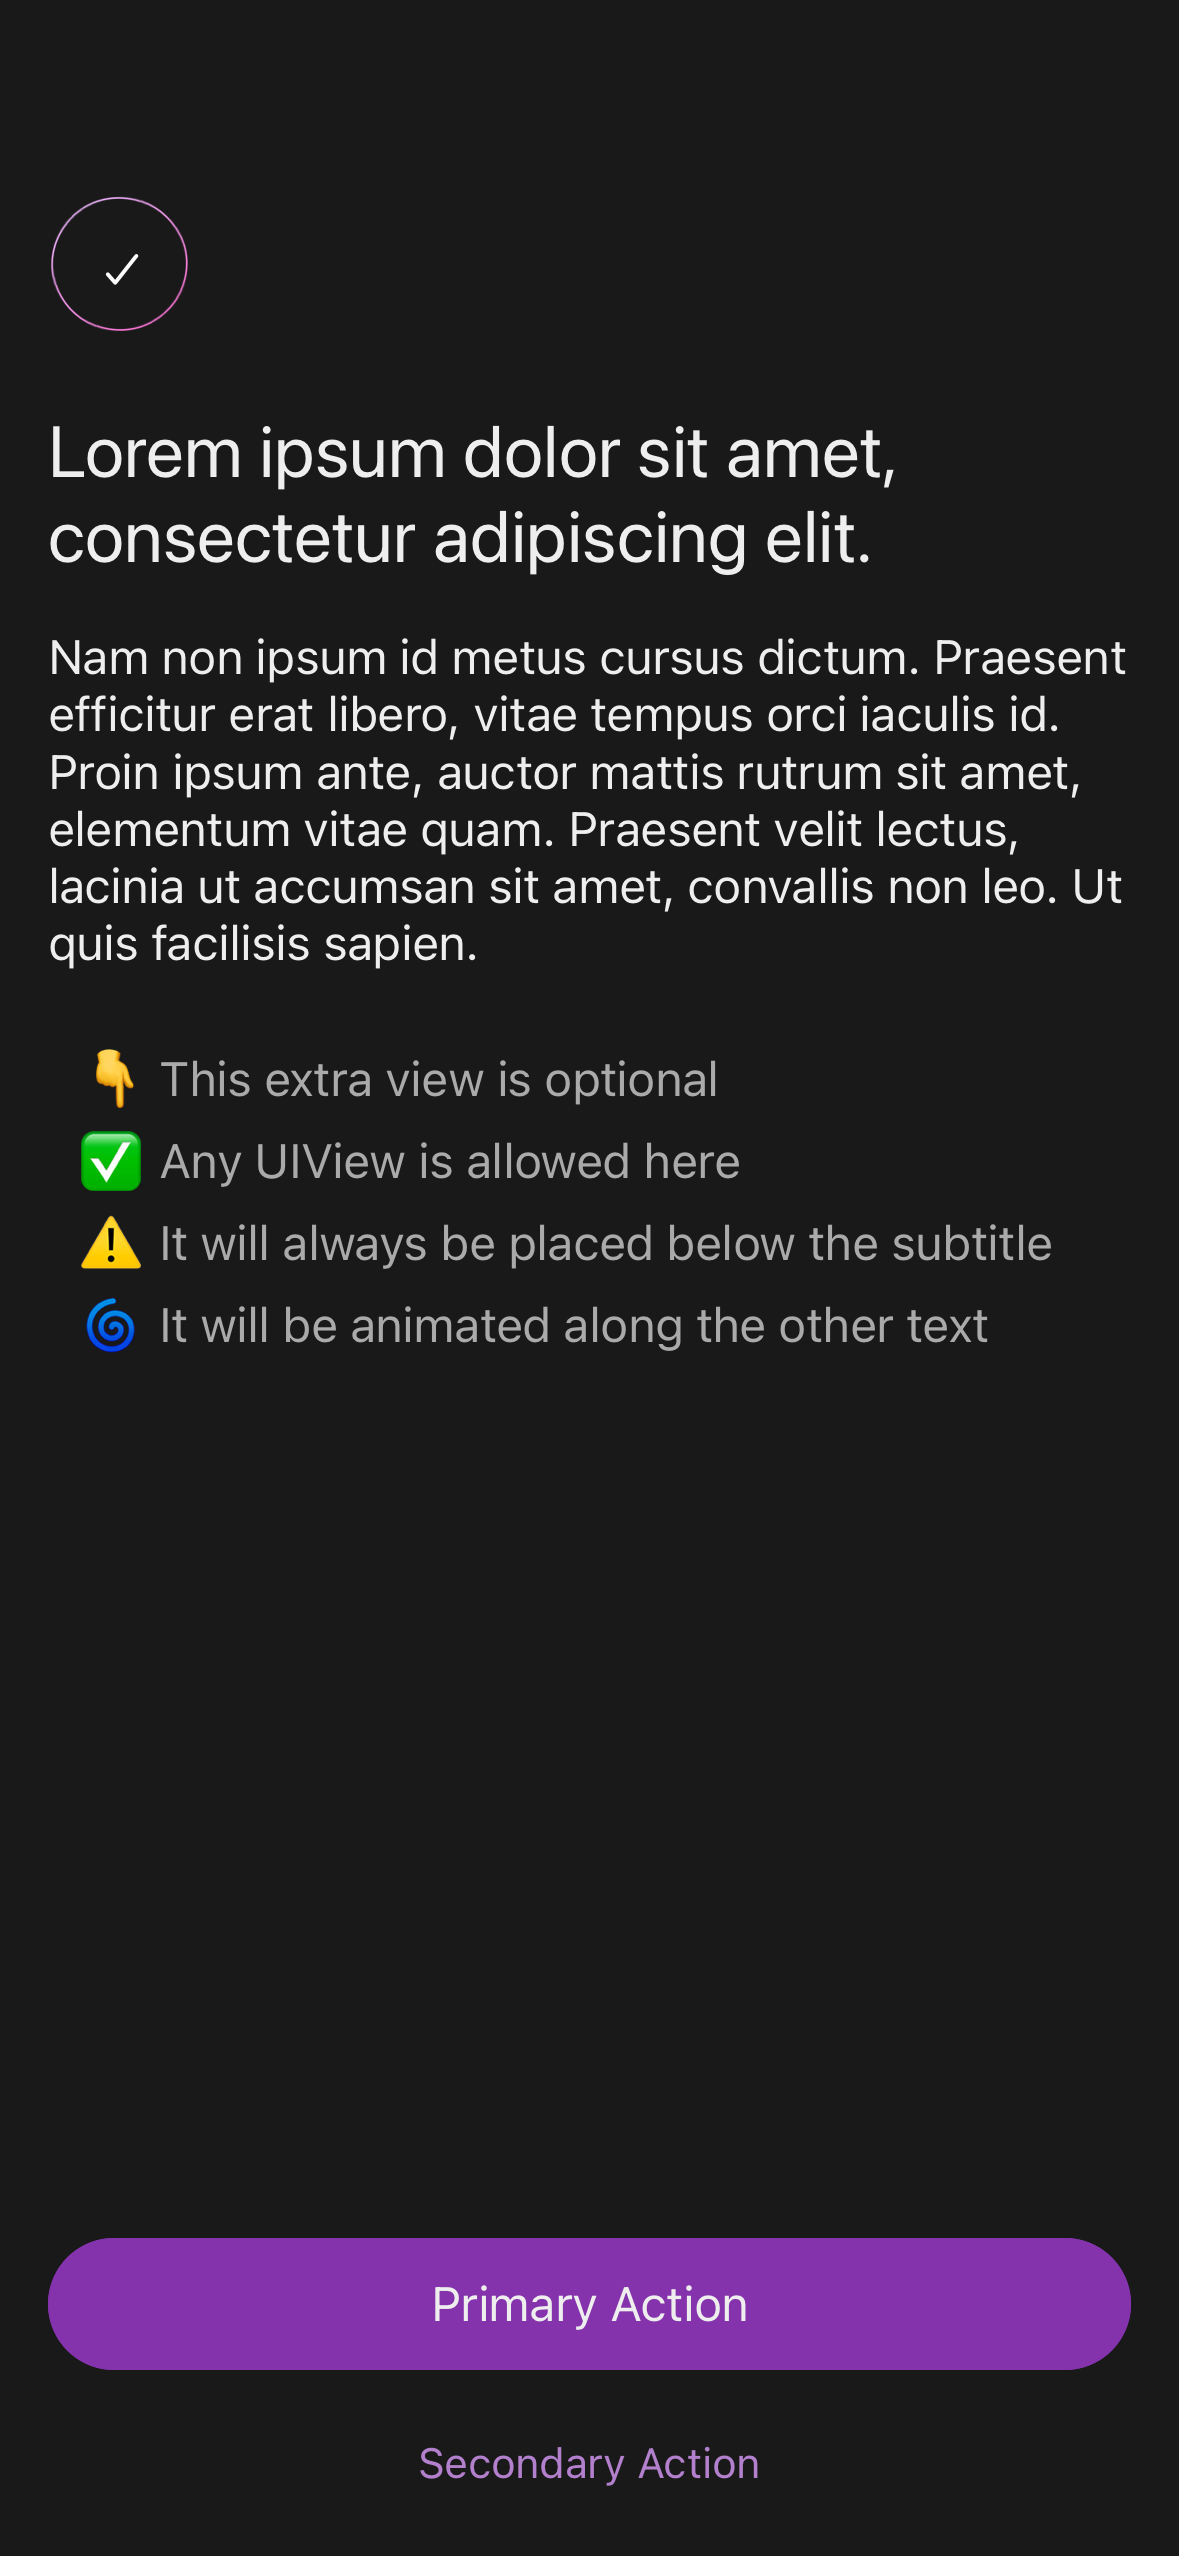 Lorem ipsum dolor sit amet,
consectetur adipiscing elit.
Nam non ipsum id metus cursus dictum. Praesent
efficitur erat libero, vitae tempus orci iaculis id.
Proin ipsum ante, auctor mattis rutrum sit amet,
elementum vitae quam. Praesent velit lectus,
lacinia ut accumsan sit amet, convallis non leo. Ut
quis facilisis sapien.
👇 This extra view is optional
✅ Any UIView is allowed here
⚠️ It will always be placed below the subtitle
🌀 It will be animated along the other text
Primary Action
Secondary Action